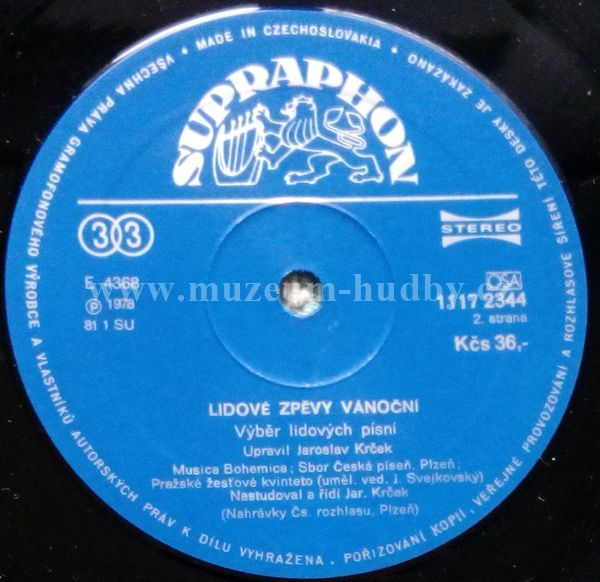 VŠECHNA PRÁVA GRAMOFONOVÉHO VÝROBCE A VLASTNÍKŮ AUTORSKÝCH PRÁV K DÍLU VYHRAŽENA. POŘIZOVÁNÍ KOPIÍ, VEŘEJNÉ PROVOZOVÁNÍ A ROZHLASOVÉ ŠÍŘENÍ TÉTO DESKY JE ZAKÁZÁNO • MADE IN CZECHOSLOVAKIA •
SUPRAPHON
33
STEREO
E 4368
℗ 1978
81 1 SU
OSA
1117 2344
2. strana
Kčs 36,-
www.muzeum-hudby.cz
LIDOVÉ ZPĚVY VÁNOČNÍ
Výběr lidových písní
Upravil Jaroslav Krček
Musica Bohemica; Sbor Česká píseň, Plzeň;
Pražské žesťové kvinteto (uměl. ved. J. Svejkovský)
Nastudoval a řídí Jar. Krček
(Nahrávky Čs. rozhlasu, Plzeň)